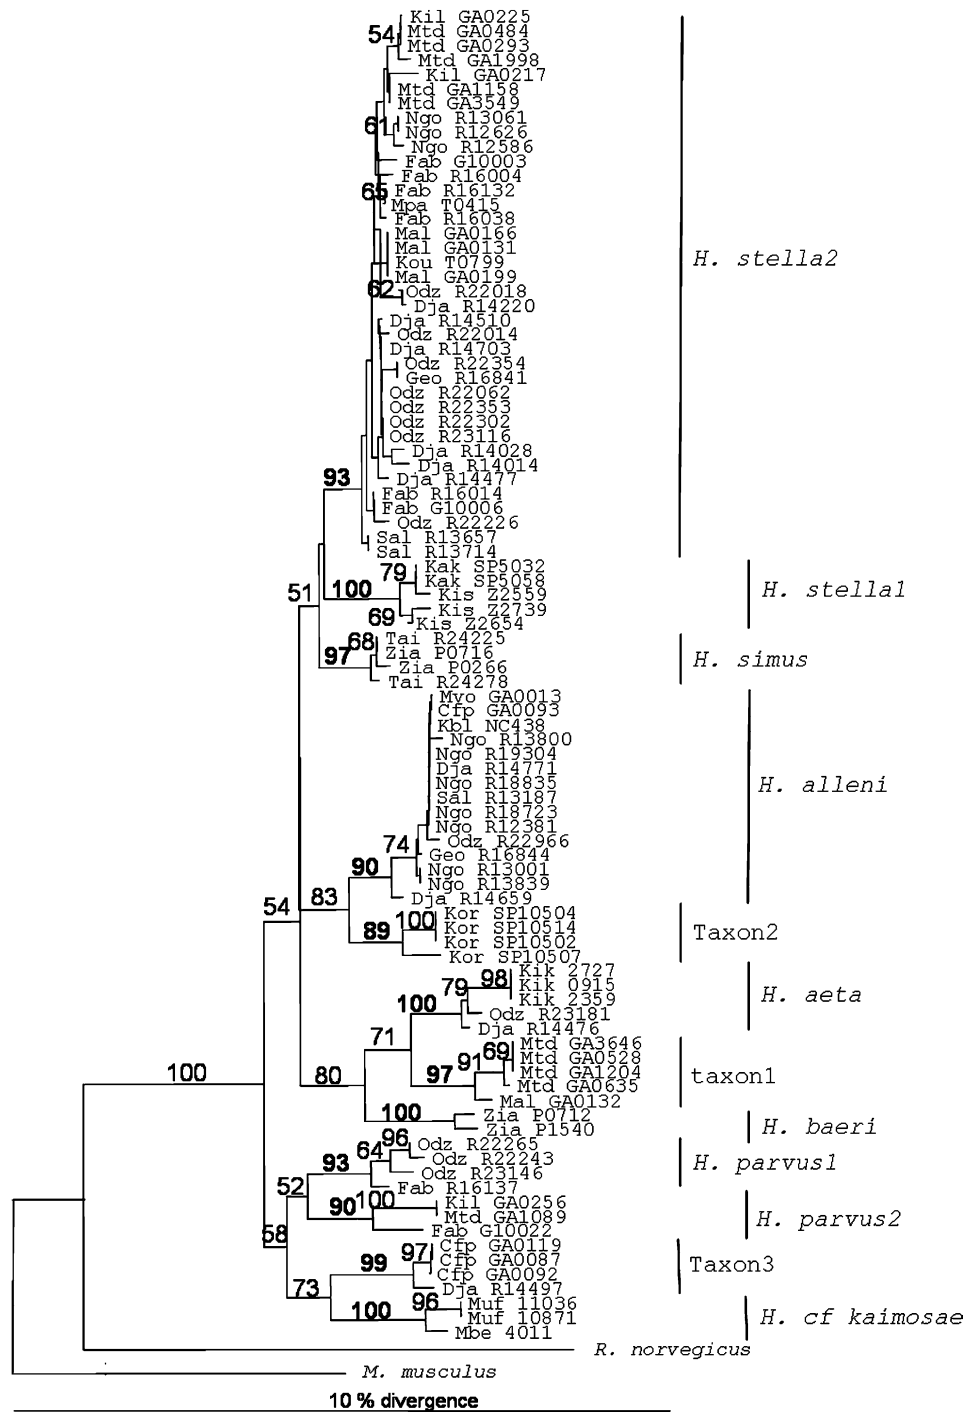 Kil GA0225
54
Mtd GA0484
Mtd GA0293
Mtd GA1998
Kil GA0217
Mtd GA1158
Mtd GA3549
Ngo R13061
61
Ngo R12626
Ngo R12586
Fab G10003
Fab R16004
65
Fab R16132
Mpa T0415
Fab R16038
Mal GA0166
Mal GA0131
H. stella2
Kou T0799
Mal GA0199
62
Odz R22018
Dja R14220
Dja R14510
Odz R22014
Dja R14703
Odz R22354
Geo R16841
Odz R22062
Odz R22353
Odz R22302
Odz R23116
Dja R14028
Dja R14014
93
Dja R14477
Fab R16014
Fab G10006
Odz R22226
Sal R13657
Sal R13714
Kak SP5032
79
Kak SP5058
51
100
Kis Z2559
H. stella1
Kis Z2739
69
Kis Z2654
Tai R24225
68
Zia P0716
97
H. simus
Zia P0266
Tai R24278
Mvo GA0013
Cfp GA0093
Kbl NC438
Ngo R13800
Ngo R19304
Dja R14771
Ngo R18835
H. alleni
Sal R13187
Ngo R18723
Ngo R12381
Odz R22966
74
Geo R16844
90
Ngo R13001
Ngo R13839
83
Dja R14659
54
Kor SP10504
100
Kor SP10514
89
Taxon2
Kor SP10502
Kor SP10507
Kik 2727
98
79
Kik 0915
H. aeta
100
Kik 2359
Odz R23181
Dja R14476
71
Mtd GA3646
69
Mtd GA0528
91
Mtd GA1204
100
80
97
taxon1
Mtd GA0635
Mal GA0132
100
Zia P0712
H. baeri
Zia P1540
96
Odz R22265
64
Odz R22243
93
H. parvus1
Odz R23146
52
Fab R16137
100
Kil GA0256
90
Mtd GA1089
H. parvus2
58
Fab G10022
Cfp GA0119
97
Cfp GA0087
99
Taxon3
Cfp GA0092
73
Dja R14497
96
Muf 11036
100
Muf 10871
H. cf kaimosae
Mbe 4011
R. norvegicus
M. musculus
10 % divergence